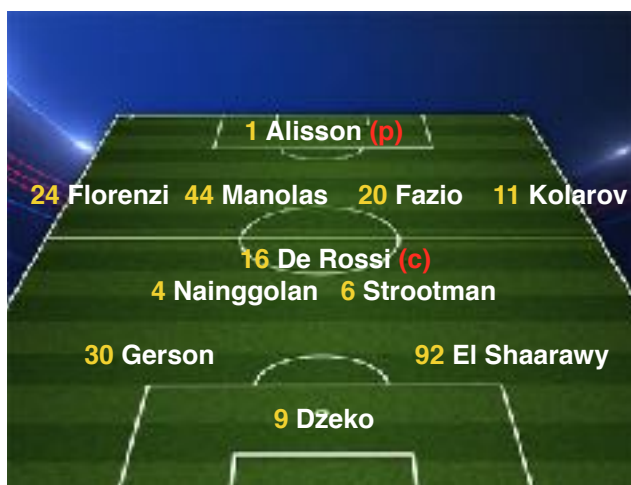 1 Alisson (p)
24 Florenzi 44 Manolas 20 Fazio 11 Kolarov
16 De Rossi (c)
4 Nainggolan 6 Strootman
30 Gerson 92 El Shaarawy
9 Dzeko